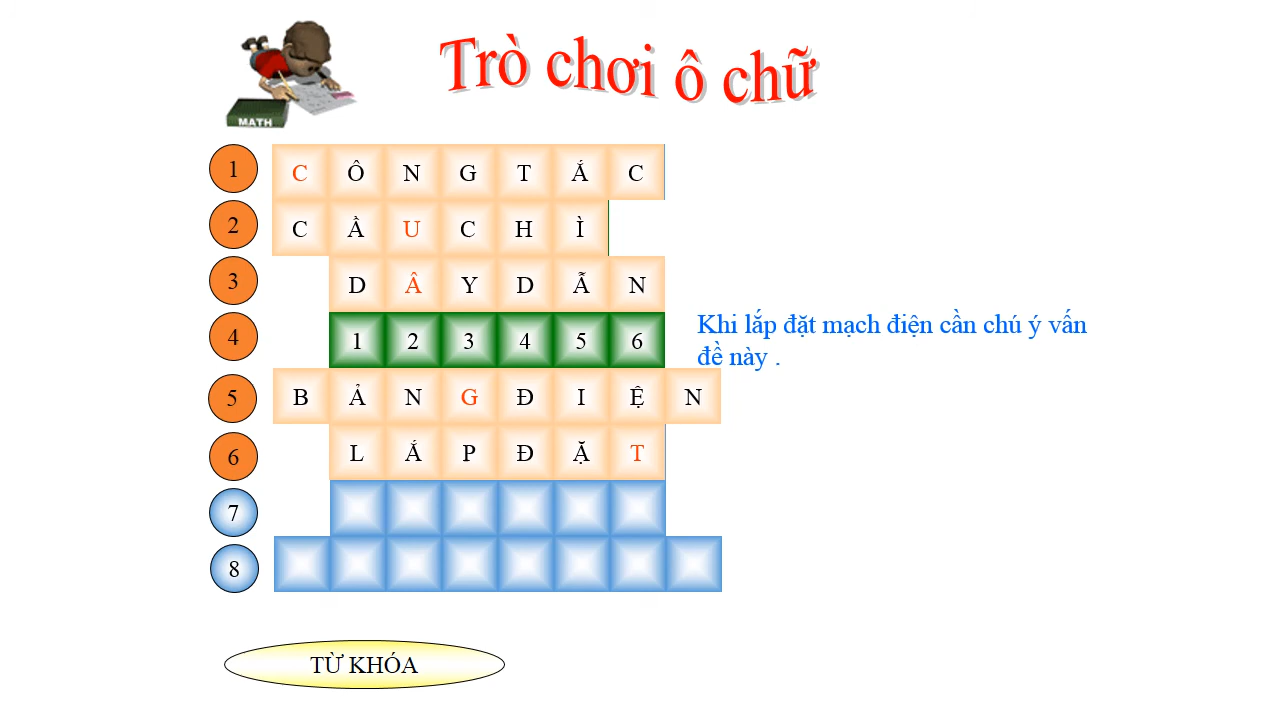 Trò chơi ô chữ
MATH
1 C Ô N G T Ắ C
2 C Ầ U C H Ì
3 D Â Y D Ẫ N
4 1 2 3 4 5 6
Khi lắp đặt mạch điện cần chú ý vấn
đề này .
5 B Ả N G Đ I Ệ N
6 L Ắ P Đ Ặ T
7
8
TỪ KHÓA